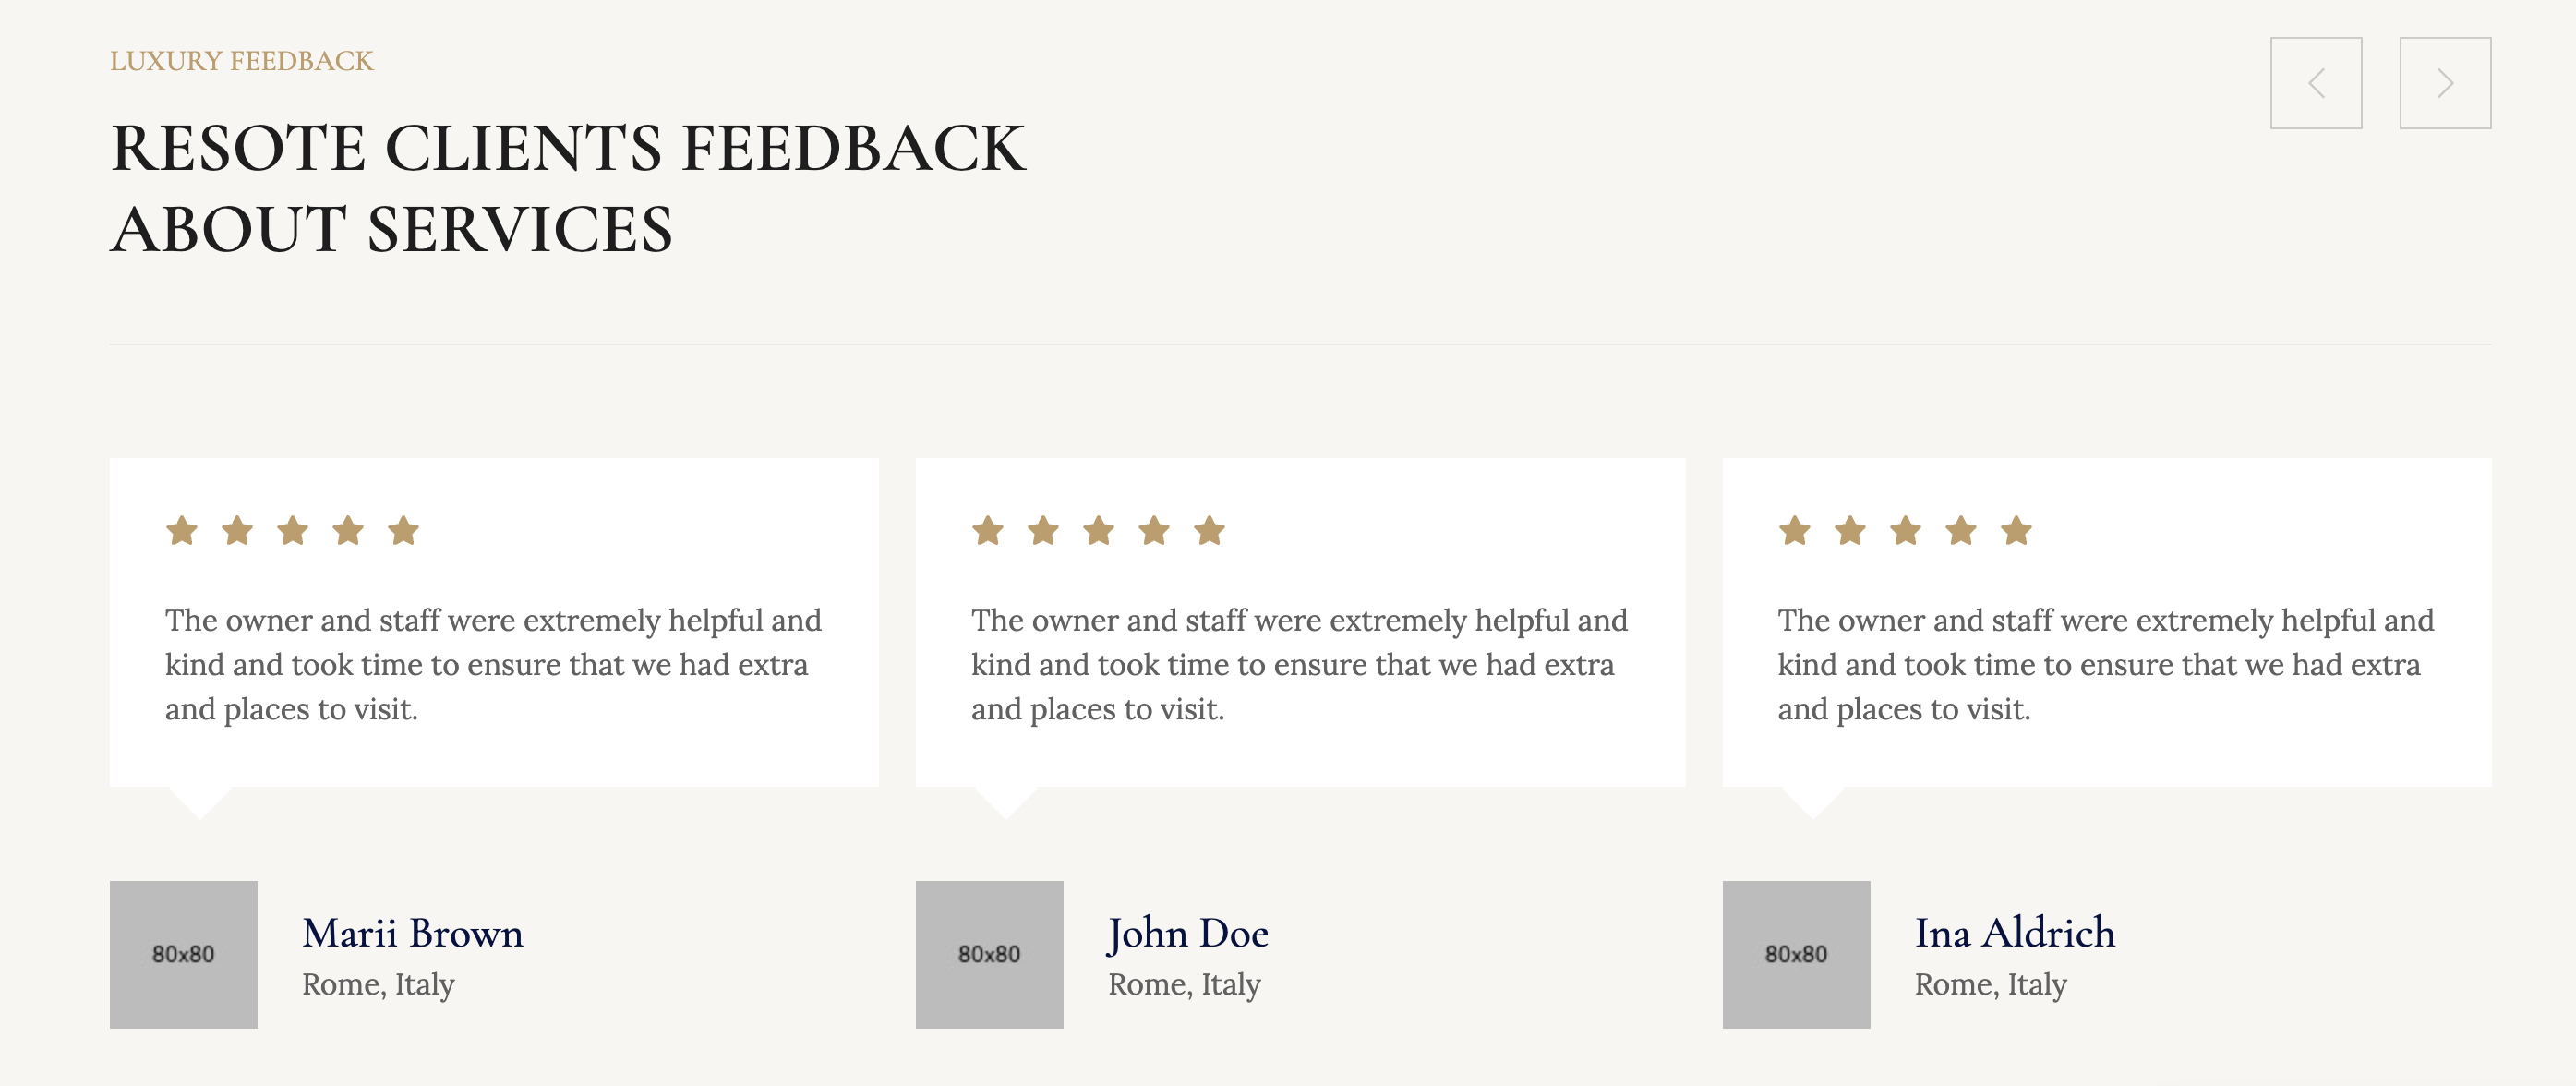 LUXURY FEEDBACK
RESOTE CLIENTS FEEDBACK
ABOUT SERVICES
The owner and staff were extremely helpful and
kind and took time to ensure that we had extra
and places to visit.
80x80
Marii Brown
Rome, Italy
The owner and staff were extremely helpful and
kind and took time to ensure that we had extra
and places to visit.
80x80
John Doe
Rome, Italy
The owner and staff were extremely helpful and
kind and took time to ensure that we had extra
and places to visit.
80x80
Ina Aldrich
Rome, Italy